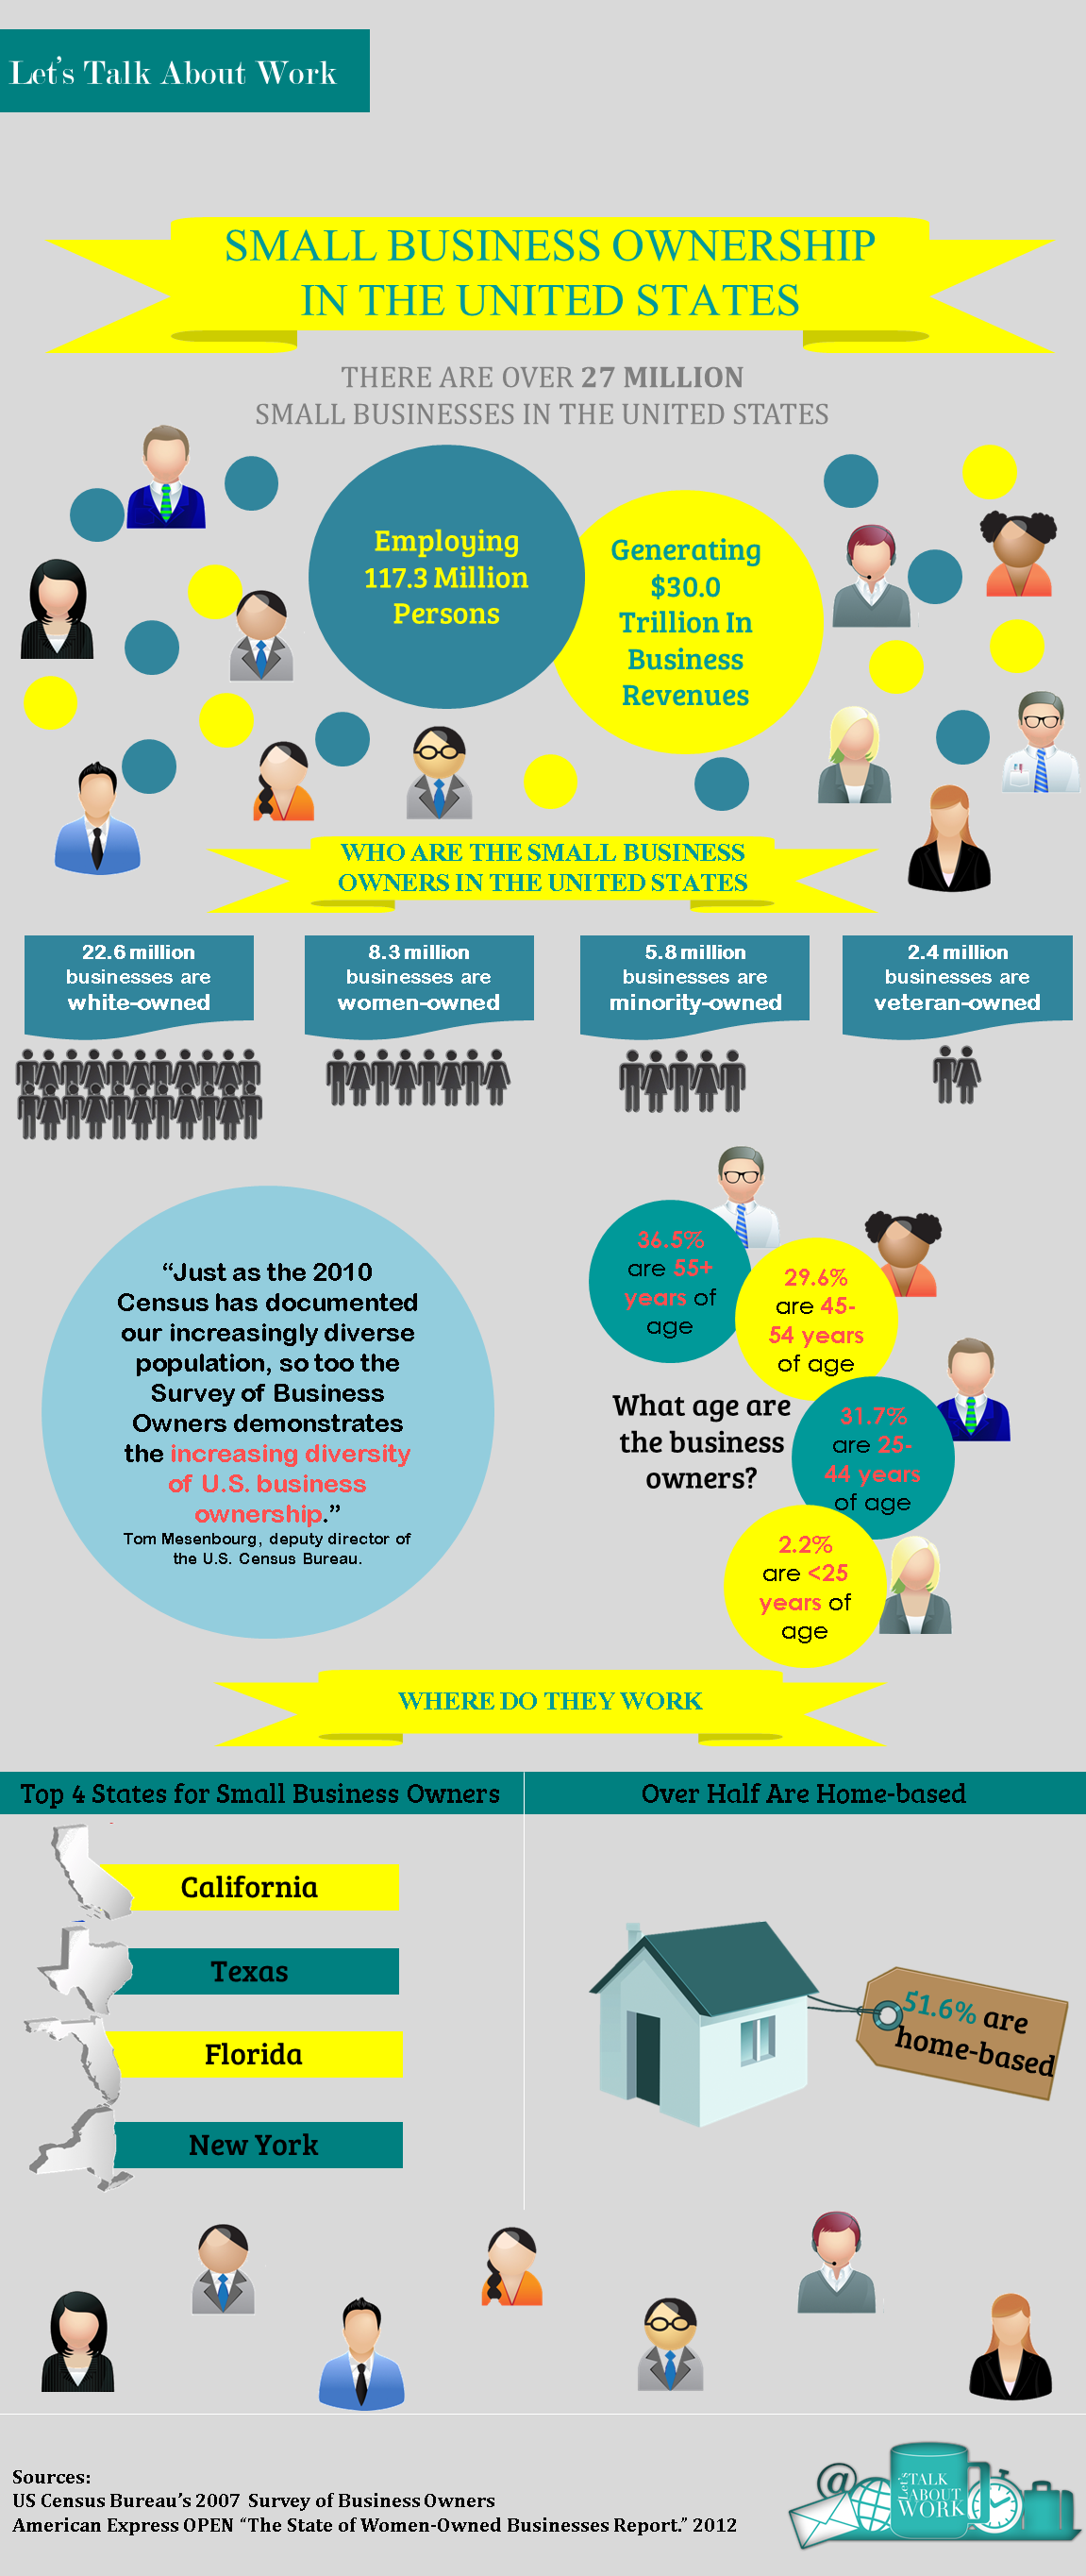 Let's Talk About Work
SMALL BUSINESS OWNERSHIP
IN THE UNITED STATES
THERE ARE OVER 27 MILLION
SMALL BUSINESSES IN THE UNITED STATES
Employing
117.3 Million
Persons
Generating
$30.0
Trillion In
Business
Revenues
WHO ARE THE SMALL BUSINESS
OWNERS IN THE UNITED STATES
22.6 million
businesses are
white-owned
8.3 million
businesses are
women-owned
5.8 million
businesses are
minority-owned
2.4 million
businesses are
veteran-owned
“Just as the 2010
Census has documented
our increasingly diverse
population, so too the
Survey of Business
Owners demonstrates
the increasing diversity
of U.S. business
ownership.”
Tom Mesenbourg, deputy director of
the U.S. Census Bureau.
36.5%
are 55+
years of
age
29.6%
are 45-
54 years
of age
What age are
the business
owners?
31.7%
are 25-
44 years
of age
2.2%
are <25
years of
age
WHERE DO THEY WORK
Top 4 States for Small Business Owners
California
Texas
Florida
New York
Over Half Are Home-based
51.6% are
home-based
Sources:
US Census Bureau's 2007 Survey of Business Owners
American Express OPEN “The State of Women-Owned Businesses Report.” 2012
@
Let's
TALK
ABOUT
WORK